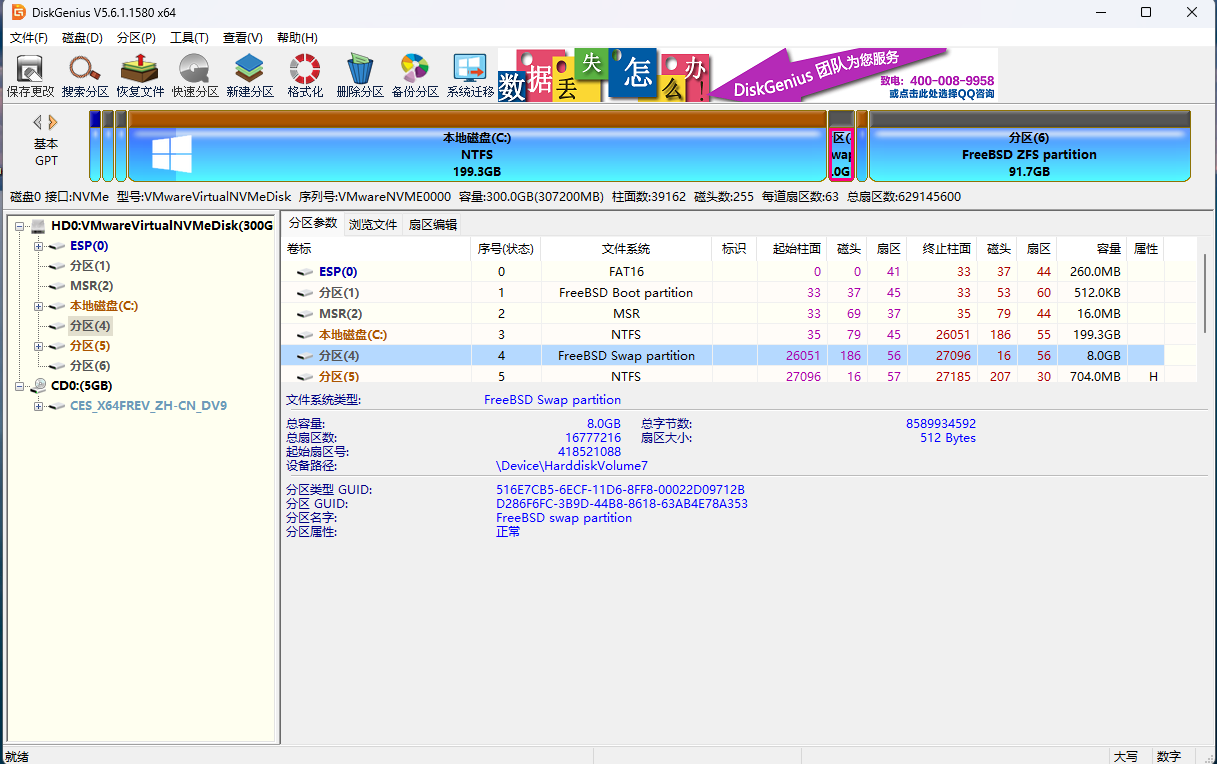 DiskGenius V5.6.1.1580 x64
文件(F) 磁盘(D) 分区(P) 工具(T) 查看(V) 帮助(H)
保存更改 搜索分区 恢复文件 快速分区 新建分区 格式化 删除分区 备份分区 系统迁移
数据丢失怎么办!
DiskGenius 团队为您服务
致电: 400-008-9958
或点击此处选择QQ咨询
基本
GPT
本地磁盘(C:)
NTFS
199.3GB
区(
wap
.0G
分区(6)
FreeBSD ZFS partition
91.7GB
磁盘0 接口:NVMe 型号:VMwareVirtualNVMeDisk 序列号:VMwareNVME0000 容量:300.0GB(307200MB) 柱面数:39162 磁头数:255 每道扇区数:63 总扇区数:629145600
HD0:VMwareVirtualNVMeDisk(300G
ESP(0)
分区(1)
MSR(2)
本地磁盘(C:)
分区(4)
分区(5)
分区(6)
CD0:(5GB)
CES_X64FREV_ZH-CN_DV9
分区参数 浏览文件 扇区编辑
卷标 序号(状态) 文件系统 标识 起始柱面 磁头 扇区 终止柱面 磁头 扇区 容量 属性
ESP(0) 0 FAT16 0 0 41 33 37 44 260.0MB
分区(1) 1 FreeBSD Boot partition 33 37 45 33 53 60 512.0KB
MSR(2) 2 MSR 33 69 37 35 79 44 16.0MB
本地磁盘(C:) 3 NTFS 35 79 45 26051 186 55 199.3GB
分区(4) 4 FreeBSD Swap partition 26051 186 56 27096 16 56 8.0GB
分区(5) 5 NTFS 27096 16 57 27185 207 30 704.0MB H
文件系统类型: FreeBSD Swap partition
总容量: 8.0GB 总字节数: 8589934592
总扇区数: 16777216 扇区大小: 512 Bytes
起始扇区号: 418521088
设备路径: \Device\HarddiskVolume7
分区类型 GUID: 516E7CB5-6ECF-11D6-8FF8-00022D09712B
分区 GUID: D286F6FC-3B9D-44B8-8618-63AB4E78A353
分区名字: FreeBSD swap partition
分区属性: 正常
就绪 大写 数字